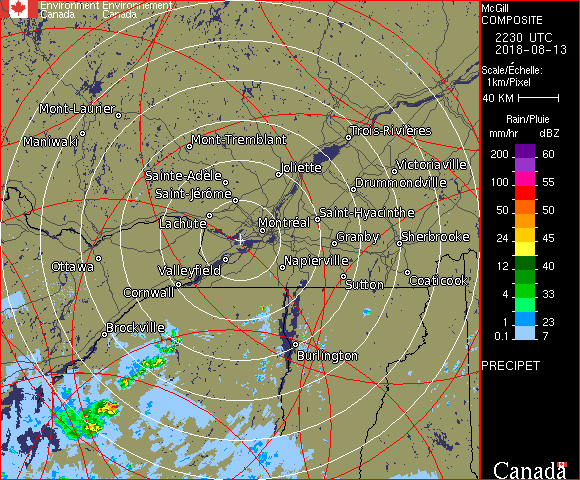 Environment Environnement
Canada Canada
McGill
COMPOSITE
2230 UTC
2018-08-13
Scale/Échelle:
1km/Pixel
40 KM
Rain/Pluie
mm/hr dBZ
200 60
100 55
50 50
24 45
12 40
4 33
1 23
0.1 7
PRECIPET
Canada
Mont-Laurier
Maniwaki
Mont-Tremblant
Trois-Rivières
Joliette
Victoriaville
Sainte-Adèle
Drummondville
Saint-Jérôme
Saint-Hyacinthe
Lachute
Montréal
Granby
Sherbrooke
Ottawa
Valleyfield
Napierville
Coaticook
Cornwall
Sutton
Brockville
Burlington